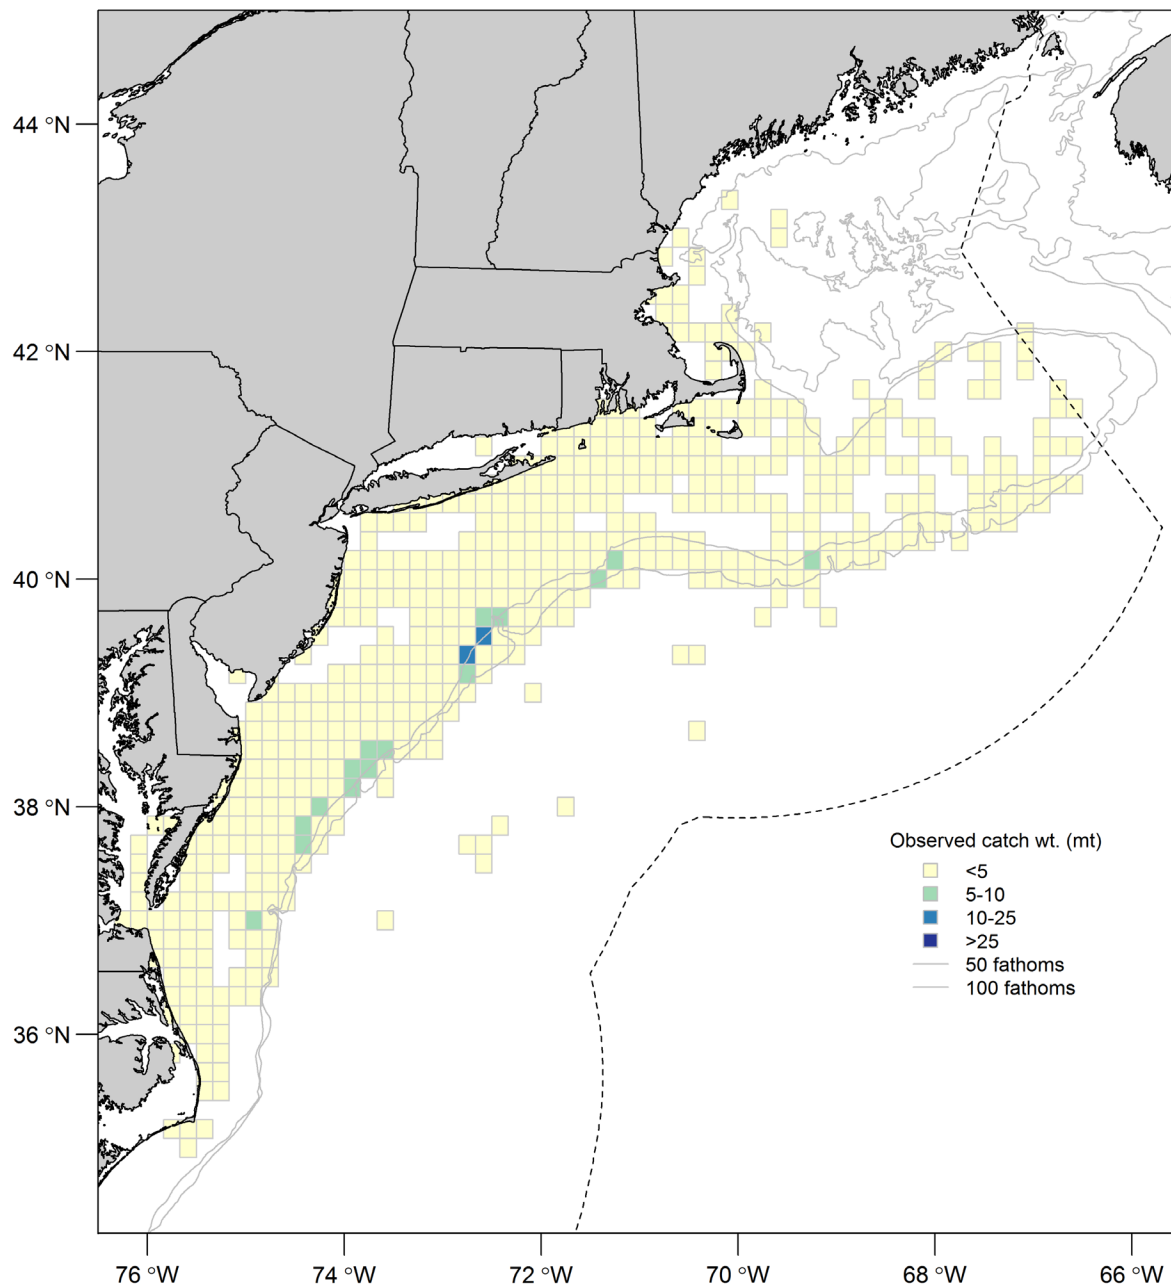 44 °N
42 °N
40 °N
38 °N
36 °N
Observed catch wt. (mt)
<5
5-10
10-25
>25
50 fathoms
100 fathoms
76 °W 74 °W 72 °W 70 °W 68 °W 66 °W